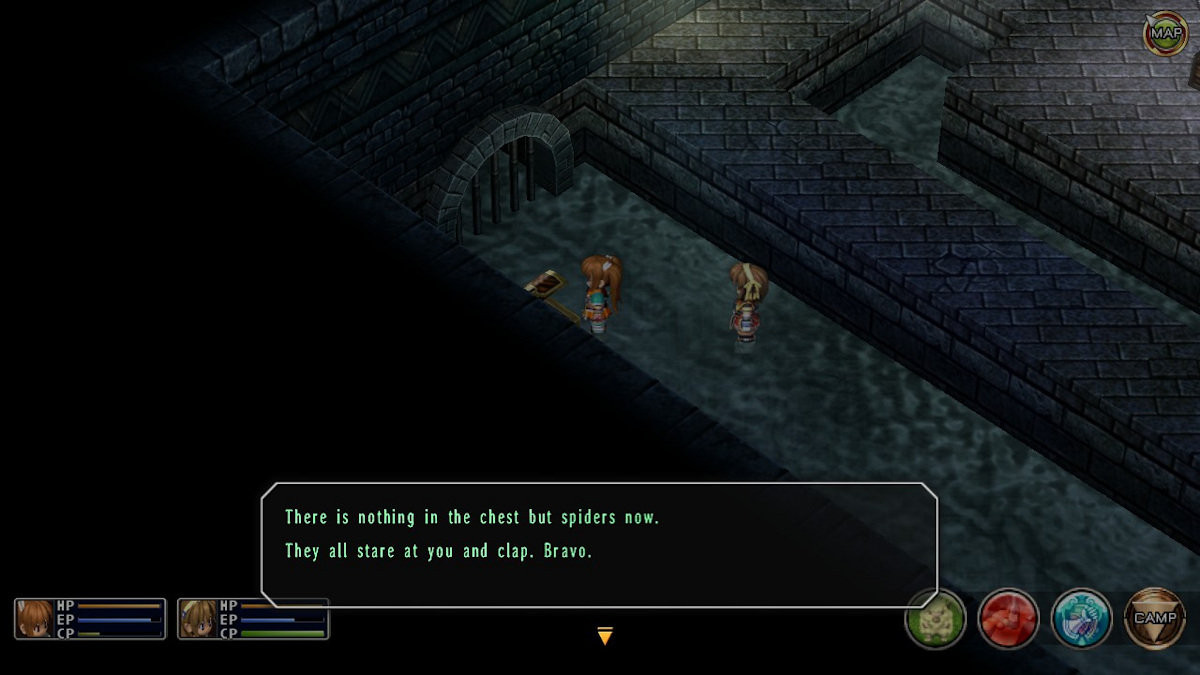 MAP
There is nothing in the chest but spiders now.
They all stare at you and clap. Bravo.
HP
EP
CP
HP
EP
CP
CAMP